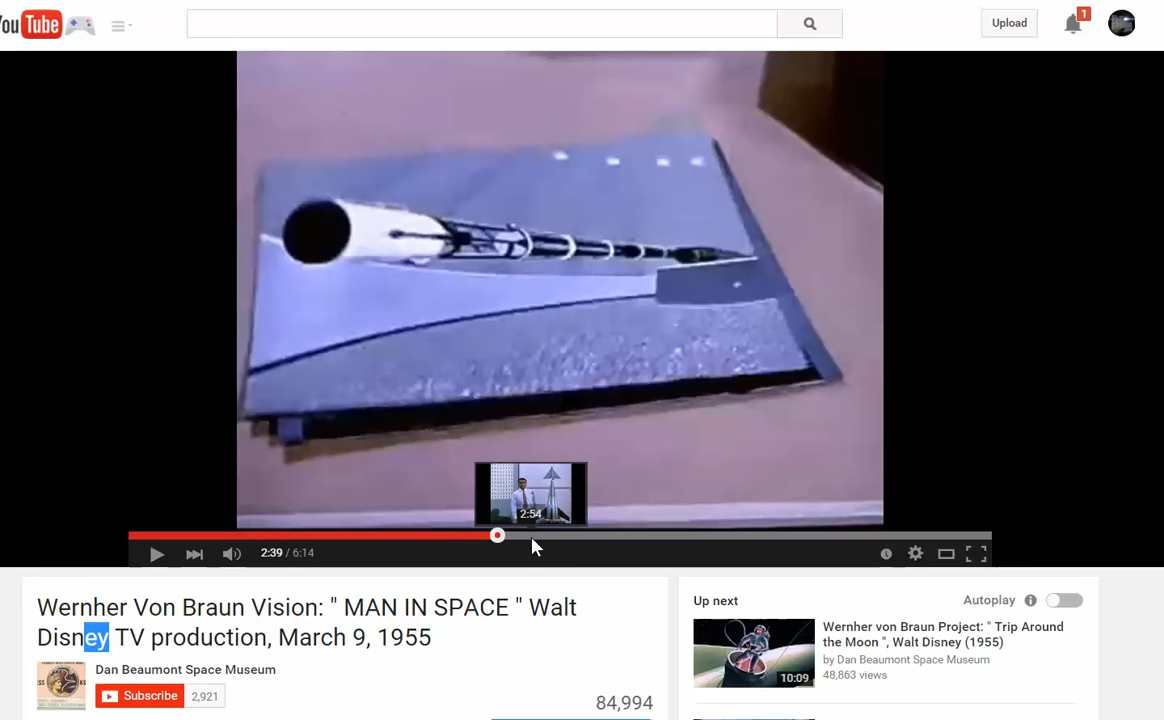 You Tube
Upload
1
2:54
2:39 / 6:14
Wernher Von Braun Vision: " MAN IN SPACE " Walt
Disney TV production, March 9, 1955
Dan Beaumont Space Museum
Subscribe 2,921
84,994
Up next
Autoplay
Wernher von Braun Project: " Trip Around
the Moon ", Walt Disney (1955)
by Dan Beaumont Space Museum
48,863 views
10:09